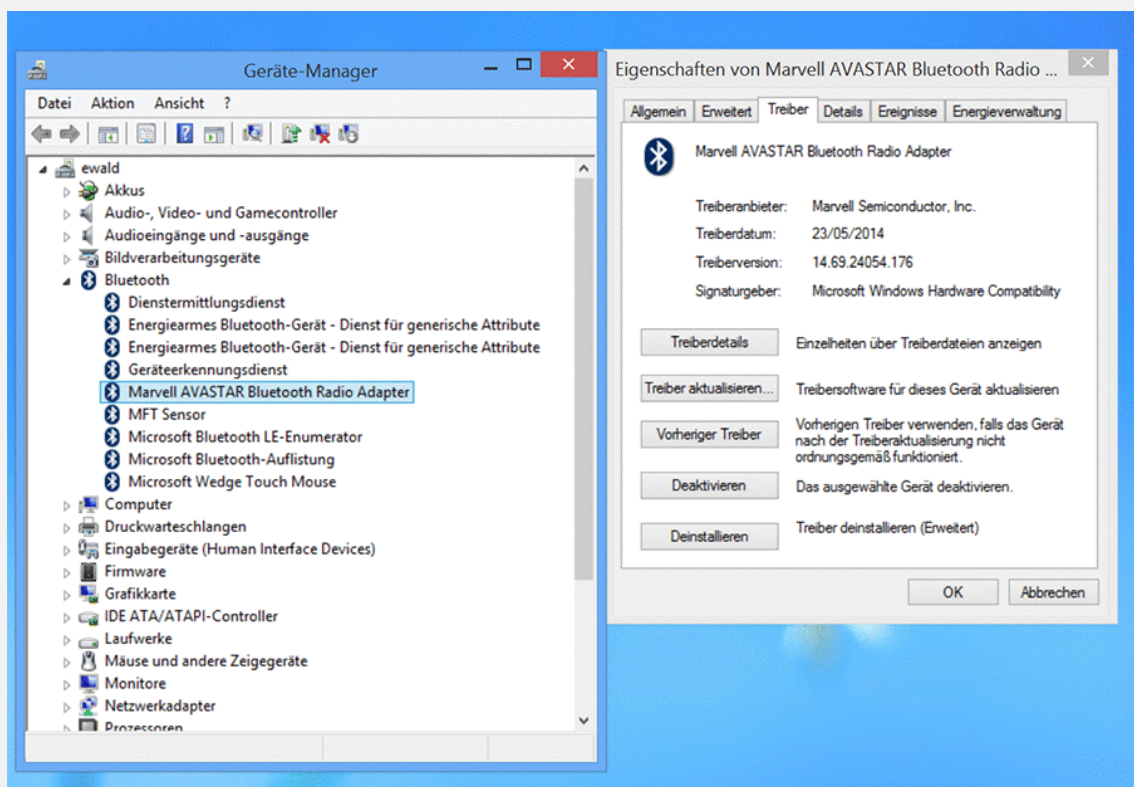 Geräte-Manager
Datei Aktion Ansicht ?
ewald
Akkus
Audio-, Video- und Gamecontroller
Audioeingänge und -ausgänge
Bildverarbeitungsgeräte
Bluetooth
Dienstermittlungsdienst
Energiearmes Bluetooth-Gerät - Dienst für generische Attribute
Energiearmes Bluetooth-Gerät - Dienst für generische Attribute
Geräteerkennungsdienst
Marvell AVASTAR Bluetooth Radio Adapter
MFT Sensor
Microsoft Bluetooth LE-Enumerator
Microsoft Bluetooth-Auflistung
Microsoft Wedge Touch Mouse
Computer
Druckwarteschlangen
Eingabegeräte (Human Interface Devices)
Firmware
Grafikkarte
IDE ATA/ATAPI-Controller
Laufwerke
Mäuse und andere Zeigegeräte
Monitore
Netzwerkadapter
Prozessoren
Eigenschaften von Marvell AVASTAR Bluetooth Radio ...
Allgemein Erweitert Treiber Details Ereignisse Energieverwaltung
Marvell AVASTAR Bluetooth Radio Adapter
Treiberanbieter: Marvell Semiconductor, Inc.
Treiberdatum: 23/05/2014
Treiberversion: 14.69.24054.176
Signaturgeber: Microsoft Windows Hardware Compatibility
Treiberdetails Einzelheiten über Treiberdateien anzeigen
Treiber aktualisieren... Treibersoftware für dieses Gerät aktualisieren
Vorheriger Treiber Vorherigen Treiber verwenden, falls das Gerät
nach der Treiberaktualisierung nicht
ordnungsgemäß funktioniert.
Deaktivieren Das ausgewählte Gerät deaktivieren.
Deinstallieren Treiber deinstallieren (Erweitert)
OK Abbrechen